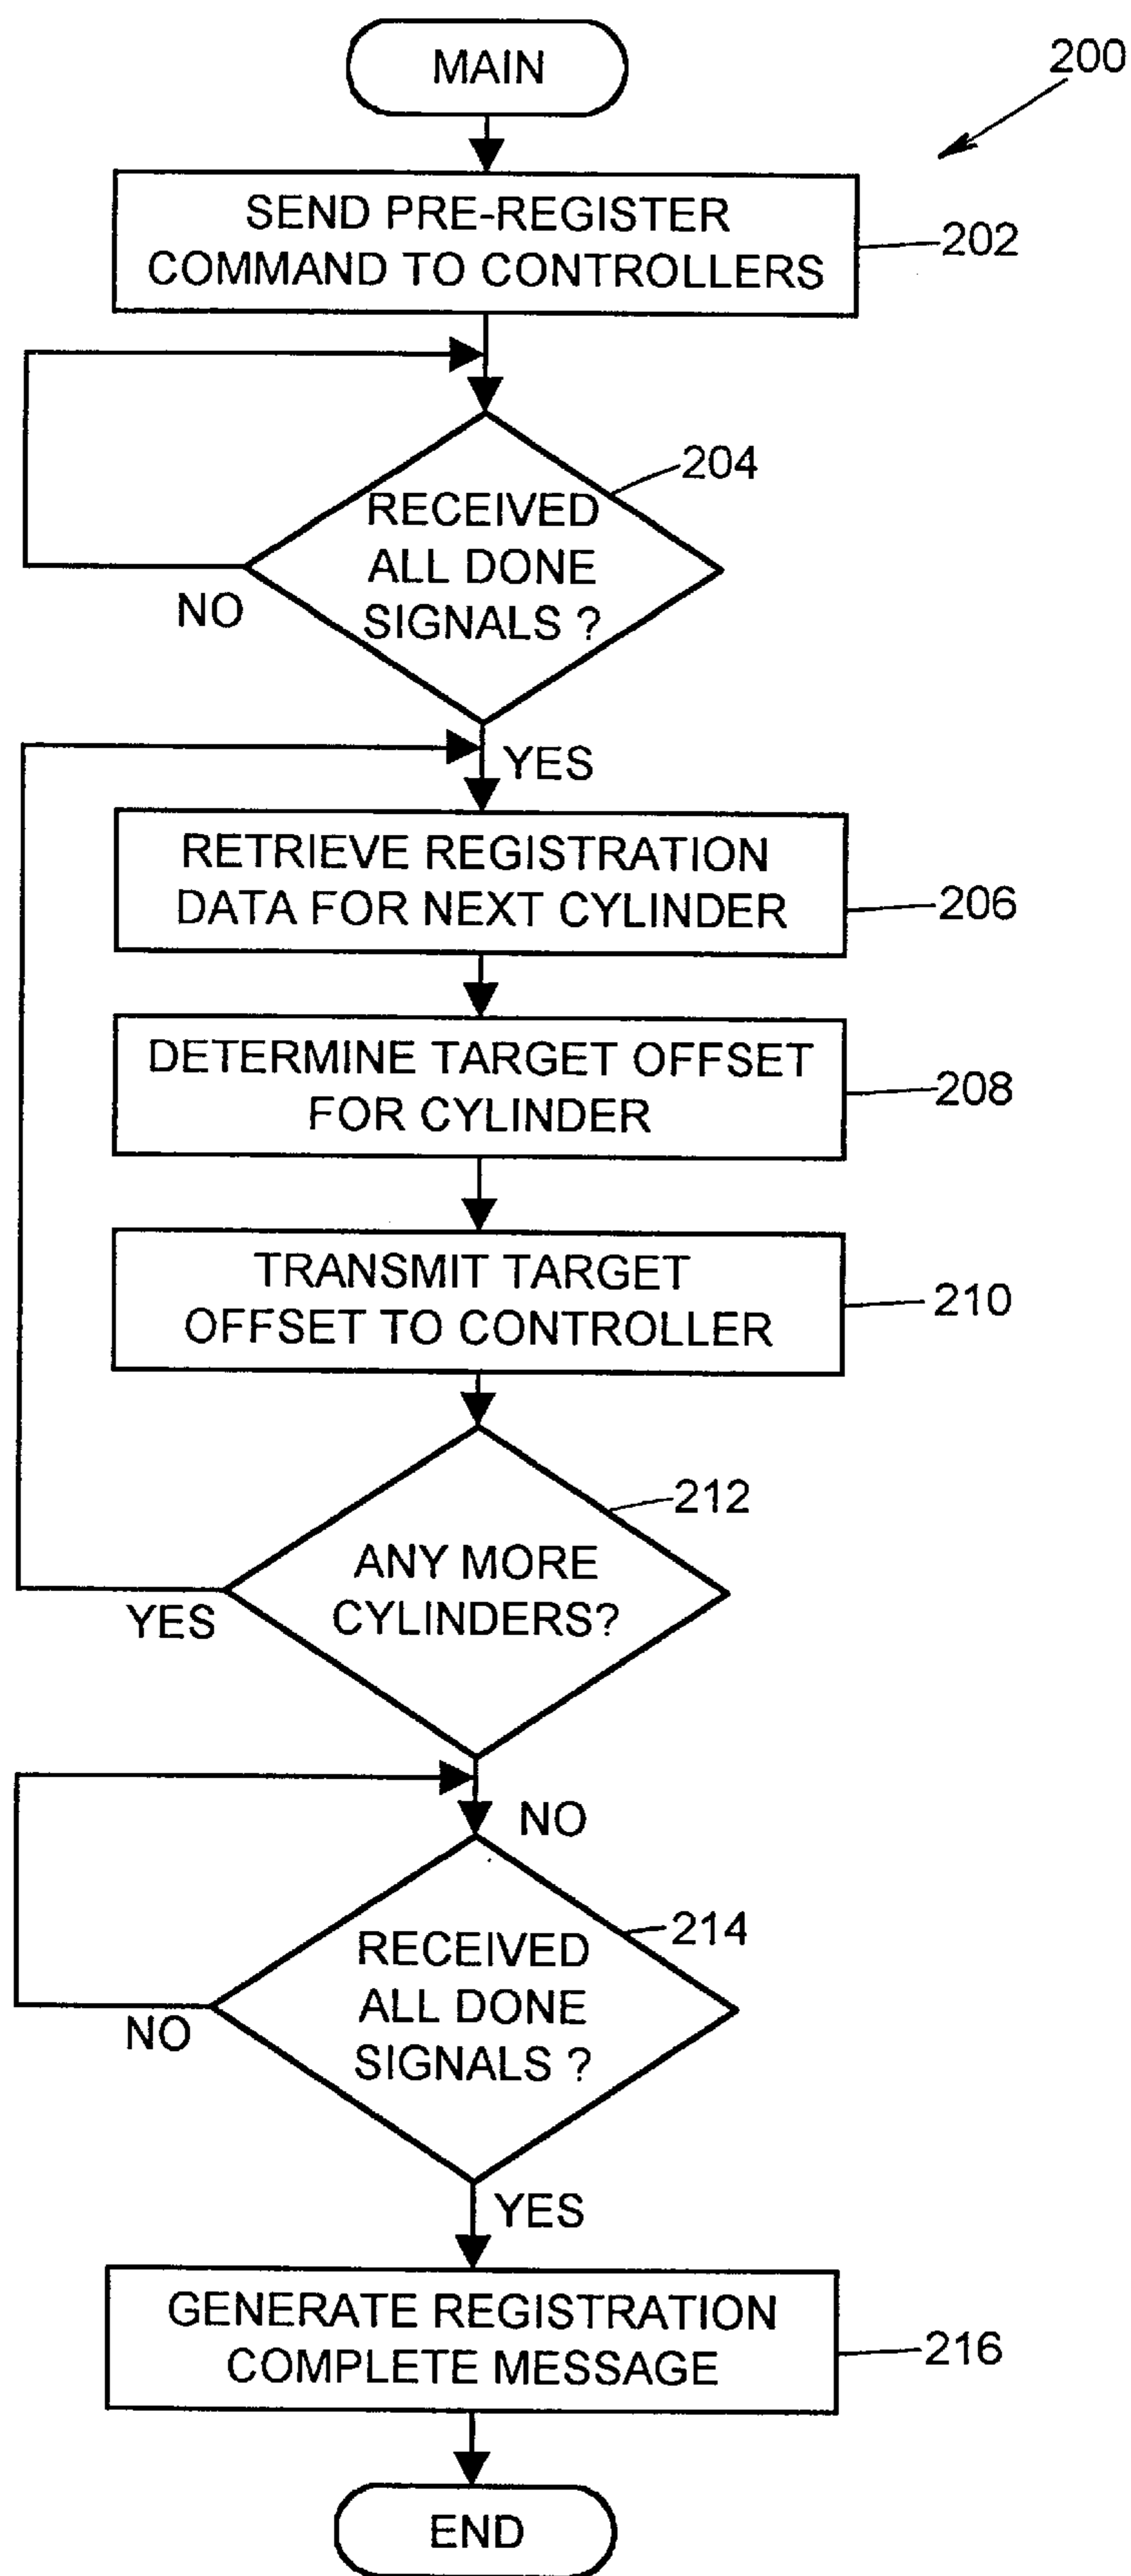 MAIN
200
SEND PRE-REGISTER
COMMAND TO CONTROLLERS
202
204
RECEIVED
ALL DONE
SIGNALS ?
NO
YES
RETRIEVE REGISTRATION
DATA FOR NEXT CYLINDER
206
DETERMINE TARGET OFFSET
FOR CYLINDER
208
TRANSMIT TARGET
OFFSET TO CONTROLLER
210
212
ANY MORE
CYLINDERS?
YES
NO
214
RECEIVED
ALL DONE
SIGNALS ?
NO
YES
GENERATE REGISTRATION
COMPLETE MESSAGE
216
END